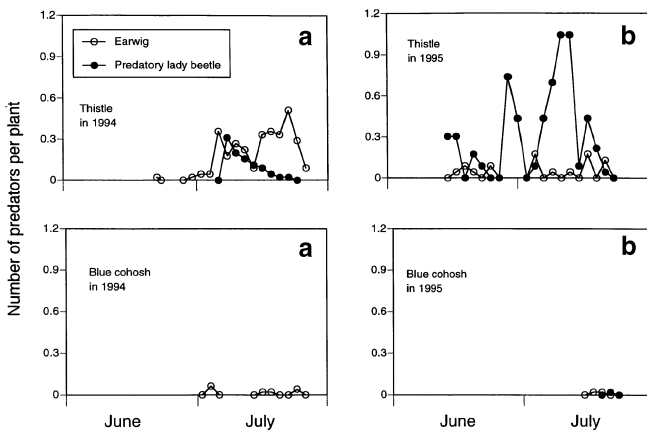 Number of predators per plant
1.2
0.9
0.6
0.3
0
Earwig
Predatory lady beetle
a
Thistle
in 1994
1.2
0.9
0.6
0.3
0
b
Thistle
in 1995
1.2
0.9
0.6
0.3
0
a
Blue cohosh
in 1994
June
July
1.2
0.9
0.6
0.3
0
b
Blue cohosh
in 1995
June
July